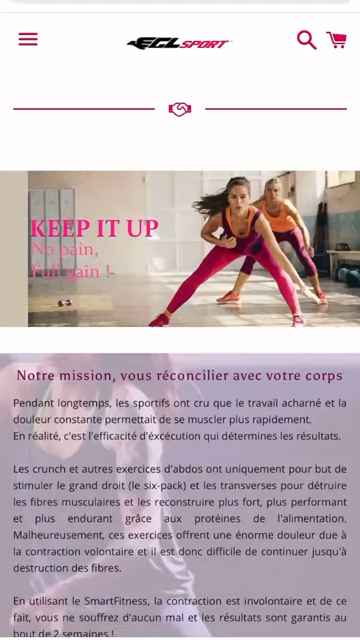 EGLSPORT
KEEP IT UP
No pain,
Full gain !
Notre mission, vous réconcilier avec votre corps
Pendant longtemps, les sportifs ont cru que le travail acharné et la
douleur constante permettait de se muscler plus rapidement.
En réalité, c'est l'efficacité d'éxcécution qui détermines les résultats.
Les crunch et autres exercices d'abdos ont uniquement pour but de
stimuler le grand droit (le six-pack) et les transverses pour détruire
les fibres musculaires et les reconstruire plus fort, plus performant
et plus endurant grâce aux protéines de l'alimentation.
Malheureusement, ces exercices offrent une énorme douleur due à
la contraction volontaire et il est donc difficile de continuer jusqu'à
destruction des fibres.
En utilisant le SmartFitness, la contraction est involontaire et de ce
fait, vous ne souffrez d'aucun mal et les résultats sont garantis au
bout de 2 semaines !